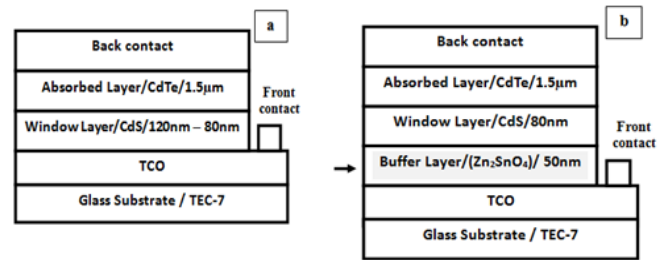 a
Back contact
Absorbed Layer/CdTe/1.5μm
Window Layer/CdS/120nm – 80nm
Front
contact
TCO
Glass Substrate / TEC-7
b
Back contact
Absorbed Layer/CdTe/1.5μm
Window Layer/CdS/80nm
Buffer Layer/(Zn₂SnO₄)/ 50nm
Front
contact
TCO
Glass Substrate / TEC-7